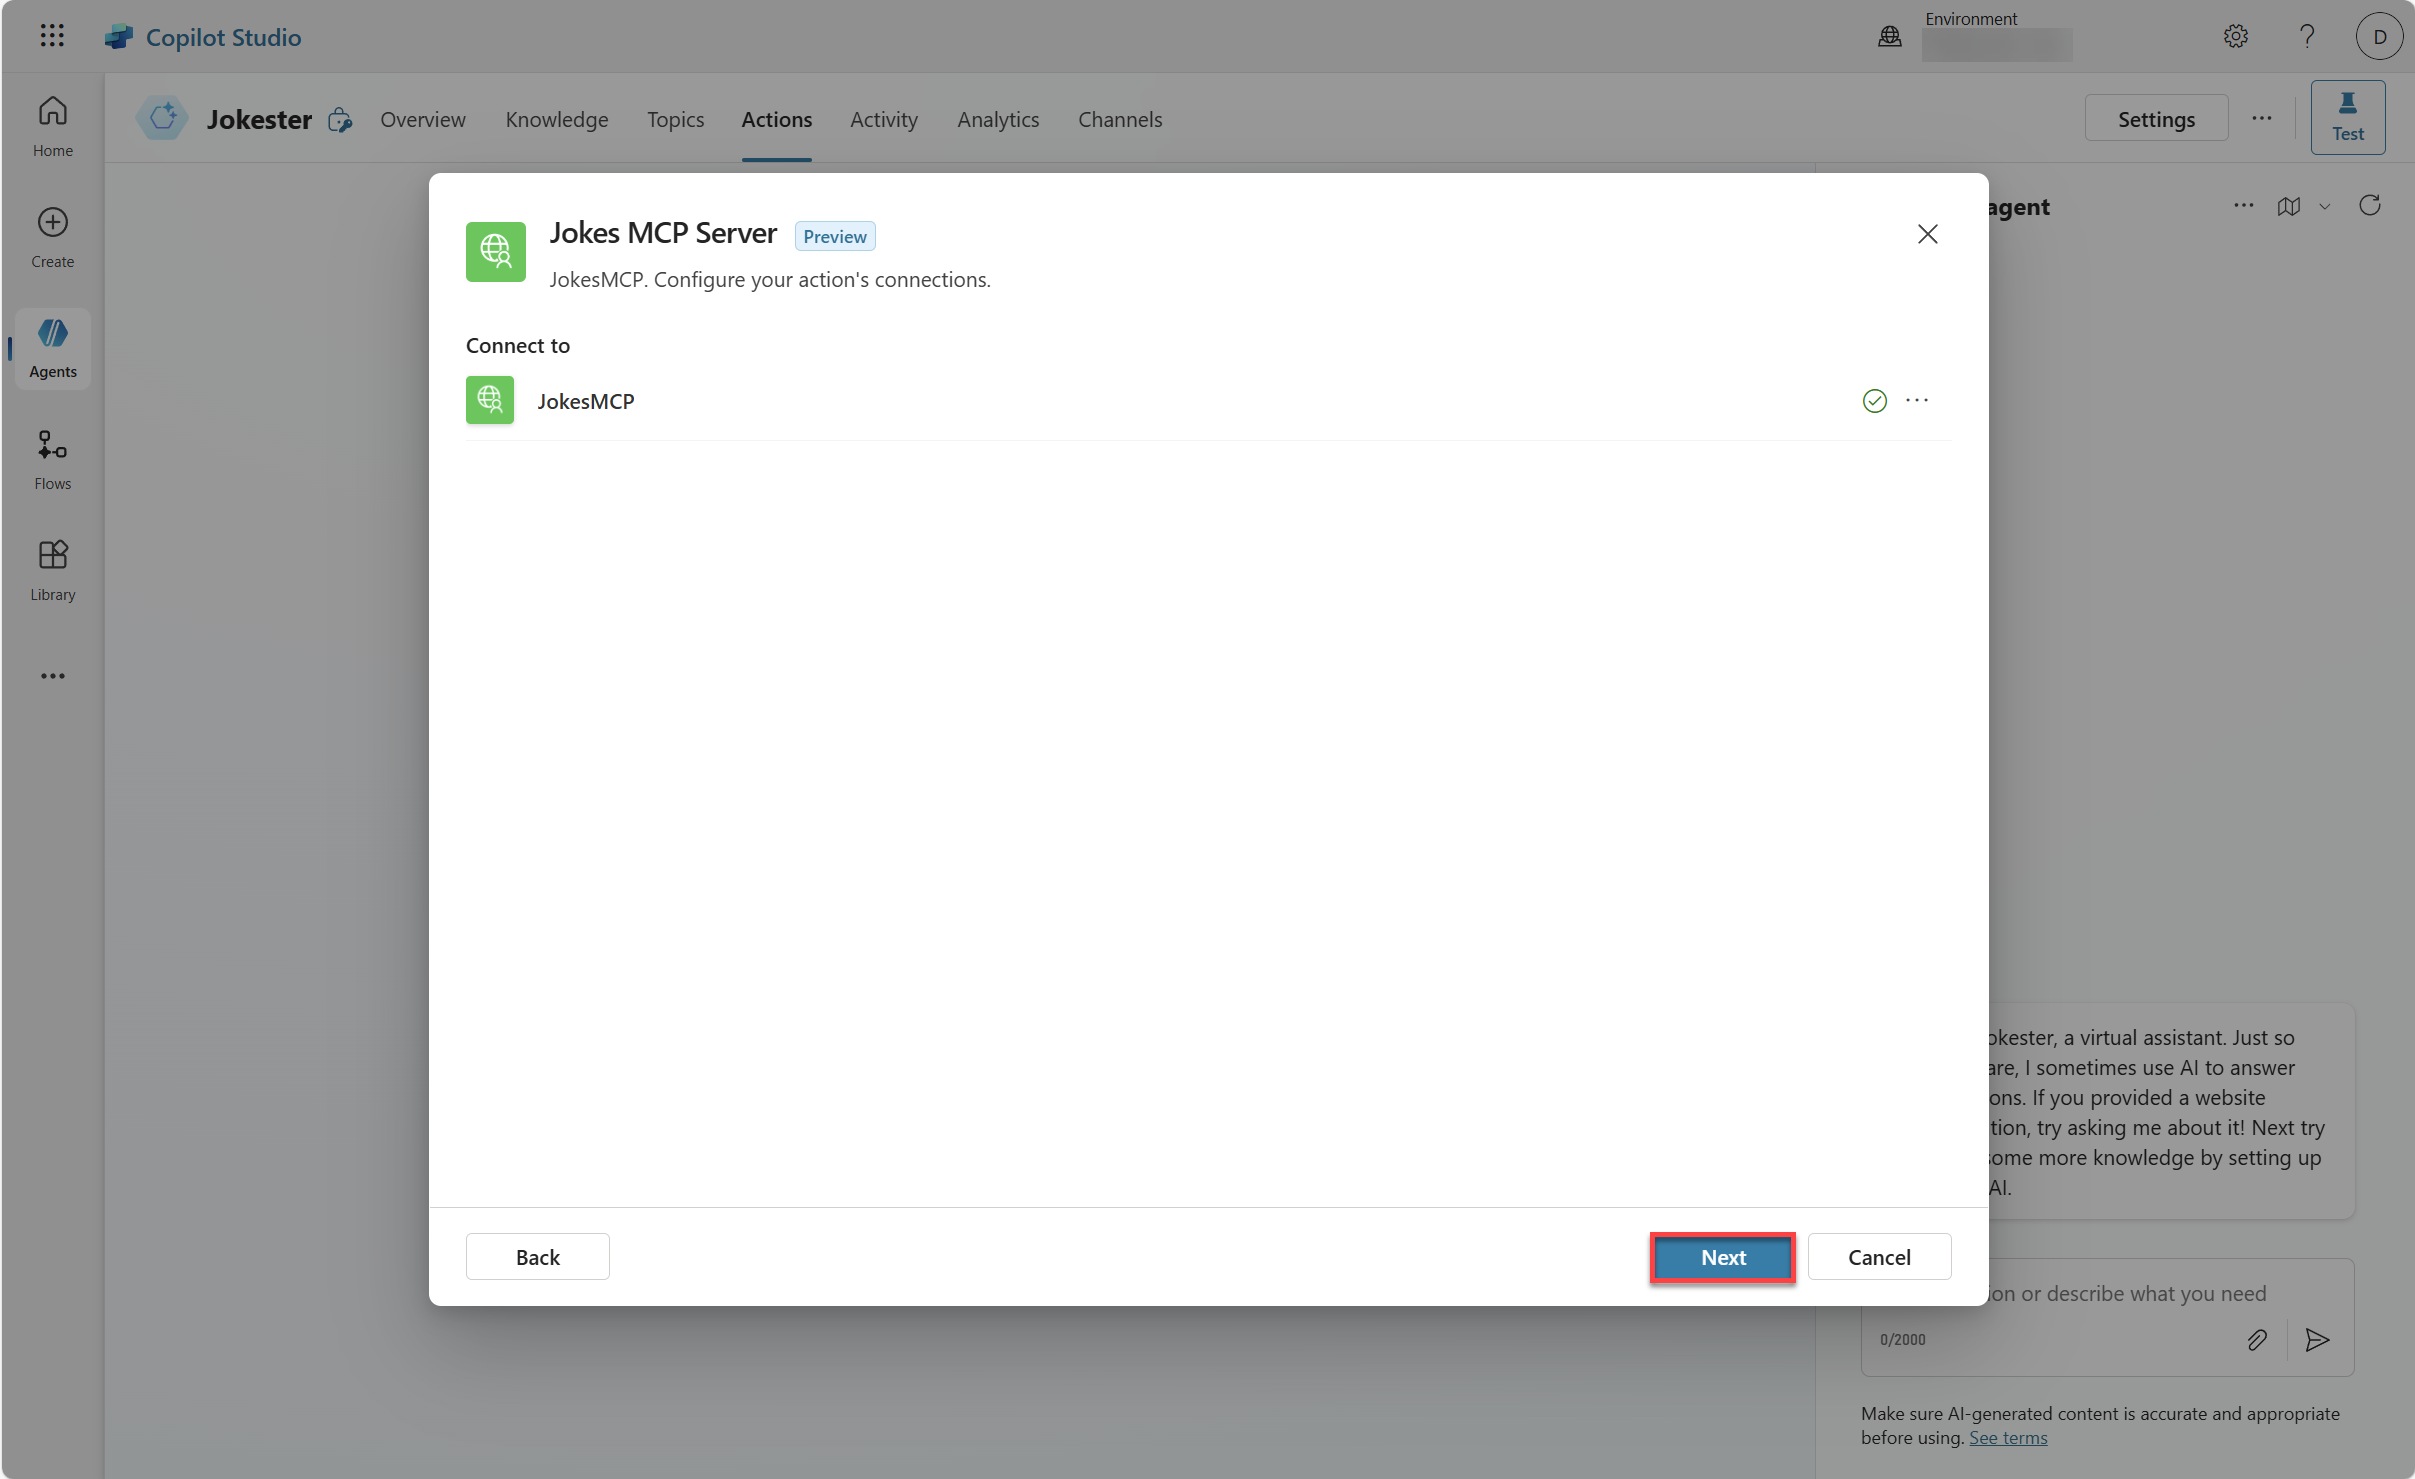 Copilot Studio
Environment
?
D
Home
Create
Agents
Flows
Library
Jokester
Overview
Knowledge
Topics
Actions
Activity
Analytics
Channels
Settings
Test
agent
Jokes MCP Server
Preview
JokesMCP. Configure your action's connections.
Connect to
JokesMCP
Back
Next
Cancel
okester, a virtual assistant. Just so
are, I sometimes use AI to answer
ons. If you provided a website
tion, try asking me about it! Next try
some more knowledge by setting up
AI.
ion or describe what you need
0/2000
Make sure AI-generated content is accurate and appropriate
before using. See terms